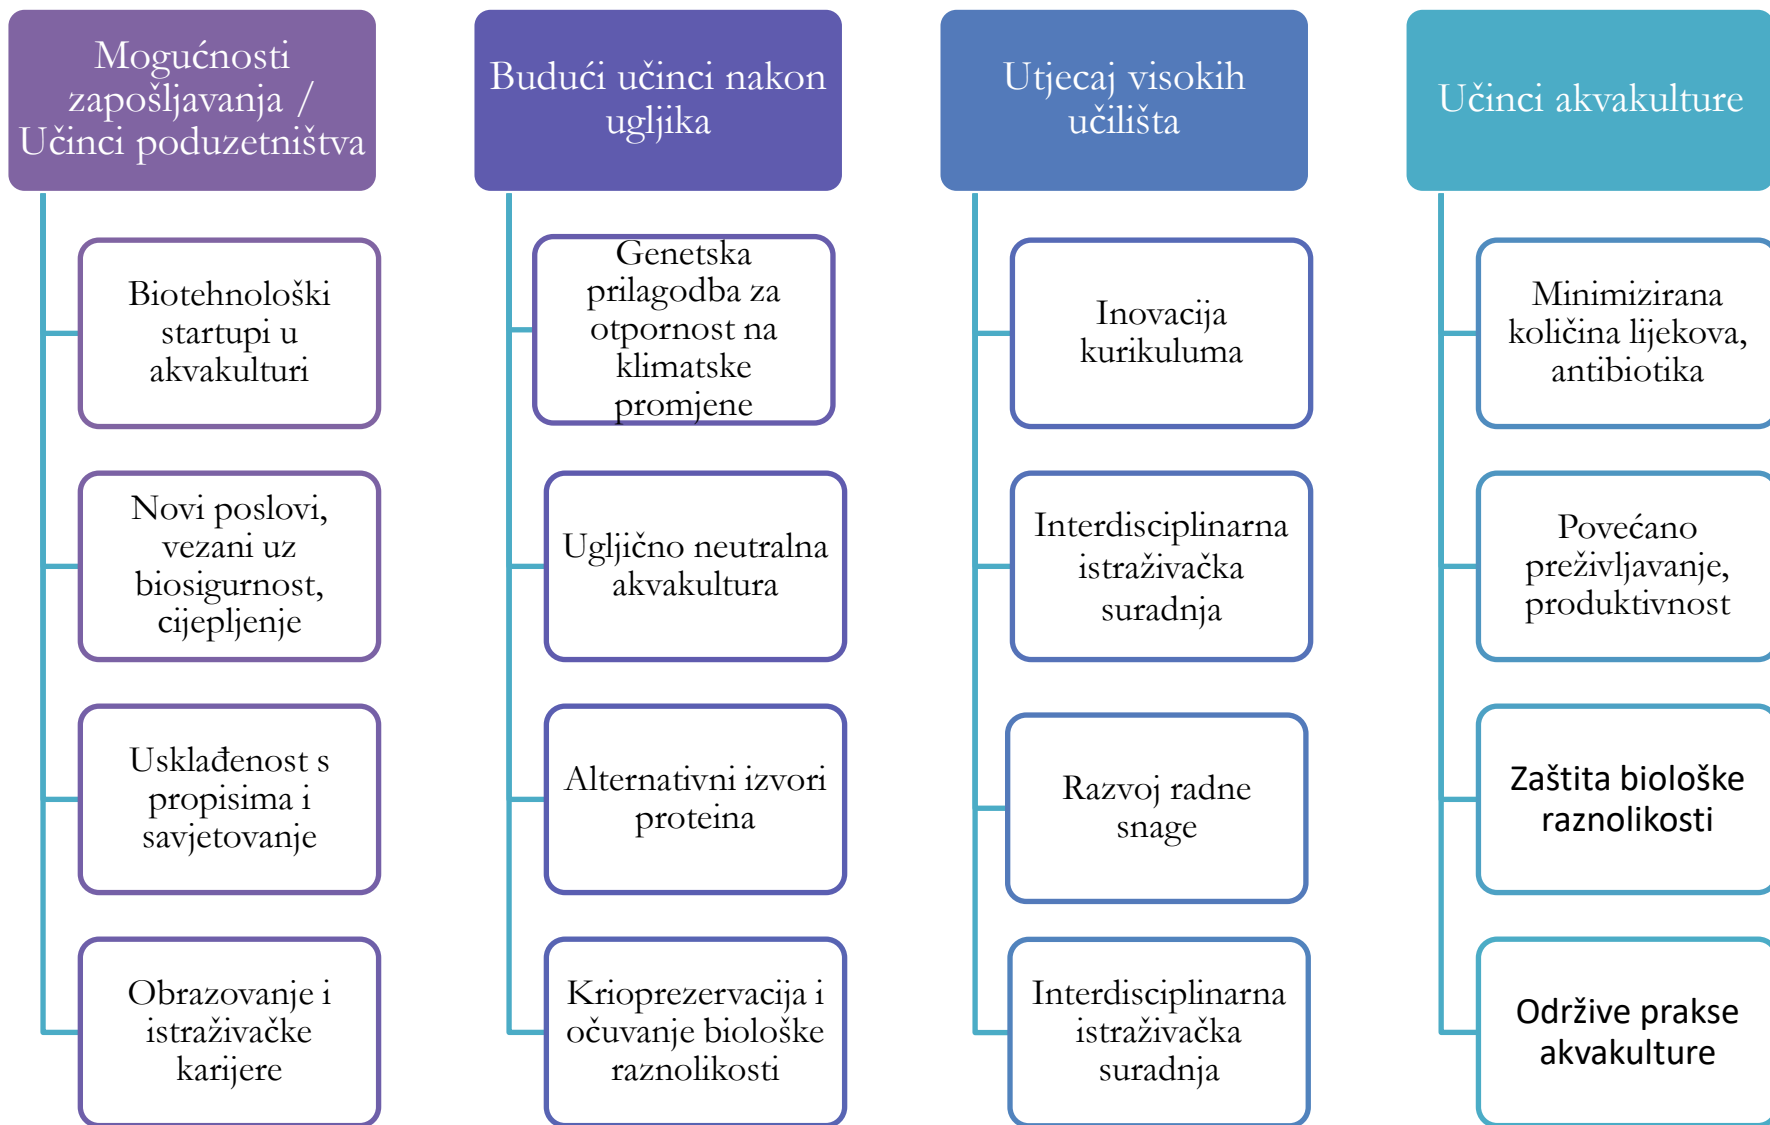 Mogućnosti
zapošljavanja /
Učinci poduzetništva
Biotehnološki
startupi u
akvakulturi
Novi poslovi,
vezani uz
biosigurnost,
cijepljenje
Usklađenost s
propisima i
savjetovanje
Obrazovanje i
istraživačke
karijere
Budući učinci nakon
ugljika
Genetska
prilagodba za
otpornost na
klimatske
promjene
Ugljično neutralna
akvakultura
Alternativni izvori
proteina
Krioprezervacija i
očuvanje biološke
raznolikosti
Utjecaj visokih
učilišta
Inovacija
kurikuluma
Interdisciplinarna
istraživačka
suradnja
Razvoj radne
snage
Interdisciplinarna
istraživačka
suradnja
Učinci akvakulture
Minimizirana
količina lijekova,
antibiotika
Povećano
preživljavanje,
produktivnost
Zaštita biološke
raznolikosti
Održive prakse
akvakulture